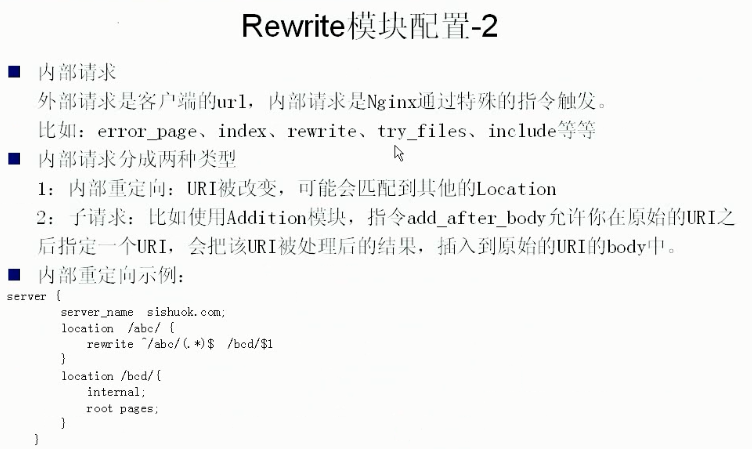 Rewrite模块配置-2
内部请求
外部请求是客户端的url，内部请求是Nginx通过特殊的指令触发。
比如：error_page、index、rewrite、try_files、include等等
内部请求分成两种类型
1：内部重定向：URI被改变，可能会匹配到其他的Location
2：子请求：比如使用Addition模块，指令add_after_body允许你在原始的URI之
后指定一个URI，会把该URI被处理后的结果，插入到原始的URI的body中。
内部重定向示例：
server {
server_name  sishuok.com;
location  /abc/ {
rewrite ^/abc/(.*)$  /bcd/$1
}
location /bcd/{
internal;
root pages;
}
}